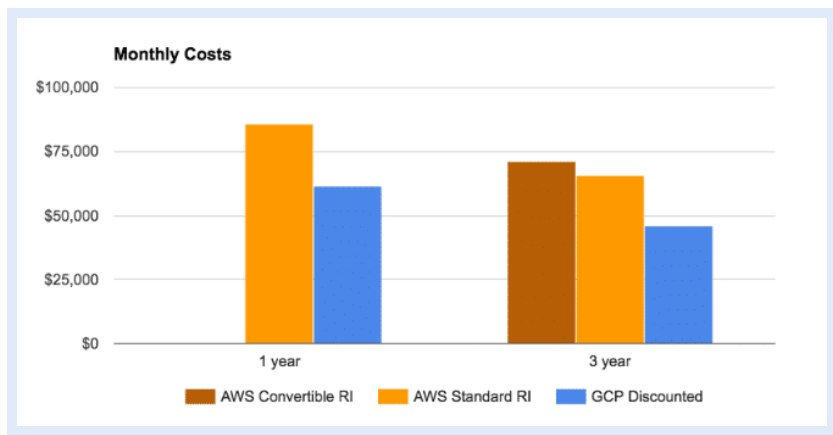 Monthly Costs
$100,000
$75,000
$50,000
$25,000
$0
1 year 3 year
AWS Convertible RI AWS Standard RI GCP Discounted